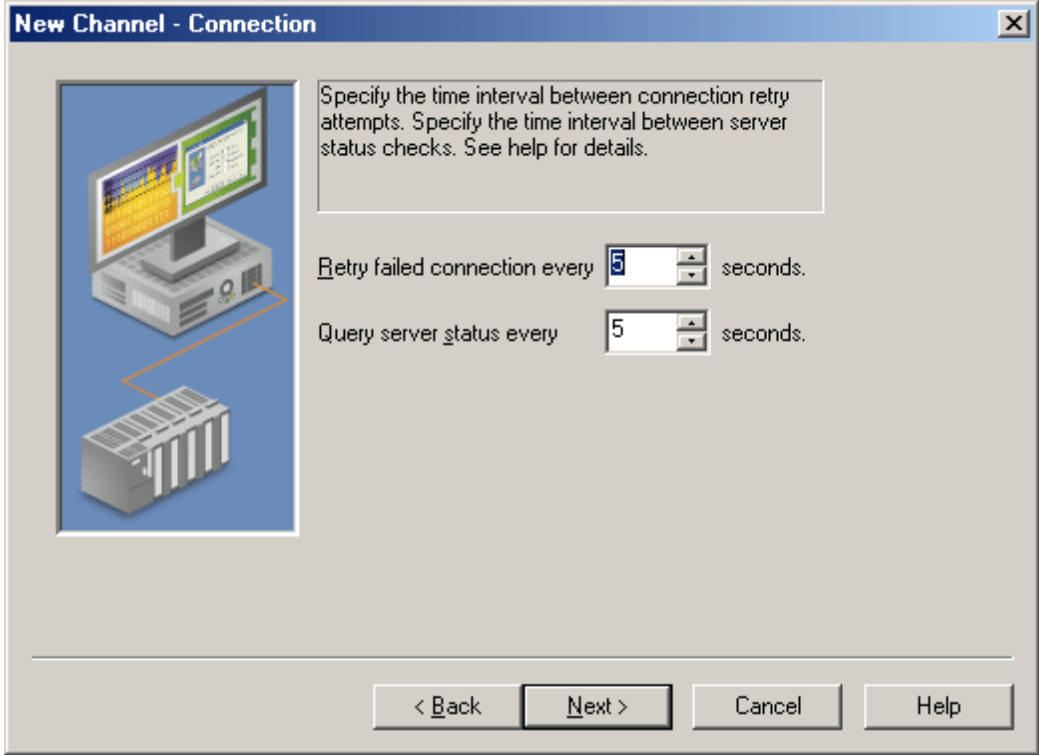 New Channel - Connection
Specify the time interval between connection retry
attempts. Specify the time interval between server
status checks. See help for details.
Retry failed connection every 5 seconds.
Query server status every 5 seconds.
< Back Next > Cancel Help